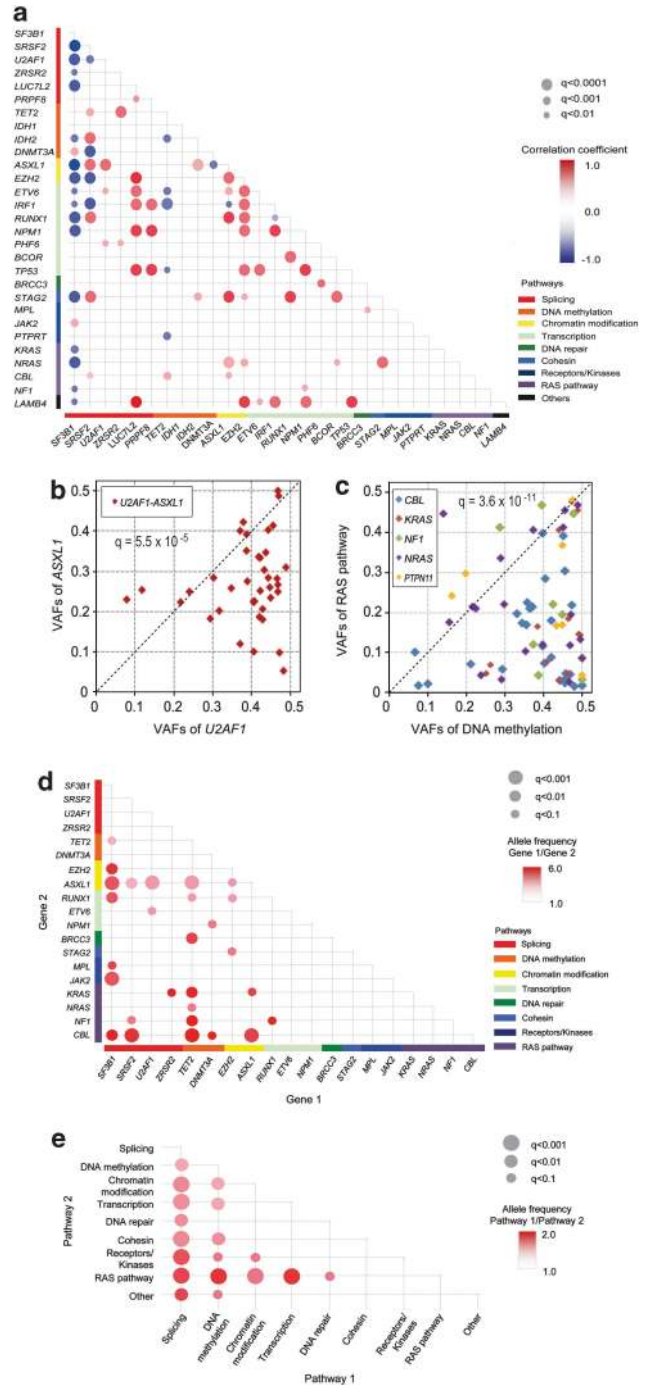 a
SF3B1
SRSF2
U2AF1
ZRSR2
LUC7L2
PRPF8
TET2
IDH1
IDH2
DNMT3A
ASXL1
EZH2
ETV6
IRF1
RUNX1
NPM1
PHF6
BCOR
TP53
BRCC3
STAG2
MPL
JAK2
PTPRT
KRAS
NRAS
CBL
NF1
LAMB4
SF3B1
SRSF2
U2AF1
ZRSR2
LUC7L2
PRPF8
TET2
IDH1
IDH2
DNMT3A
ASXL1
EZH2
ETV6
IRF1
RUNX1
NPM1
PHF6
BCOR
TP53
BRCC3
STAG2
MPL
JAK2
PTPRT
KRAS
NRAS
CBL
NF1
LAMB4
q<0.0001
q<0.001
q<0.01
Correlation coefficient
1.0
0.0
-1.0
Pathways
Splicing
DNA methylation
Chromatin modification
Transcription
DNA repair
Cohesin
Receptors/Kinases
RAS pathway
Others
b
U2AF1-ASXL1
q = 5.5 x 10-5
VAFs of ASXL1
0.5
0.4
0.3
0.2
0.1
0
0 0.1 0.2 0.3 0.4 0.5
VAFs of U2AF1
c
CBL
KRAS
NF1
NRAS
PTPN11
q = 3.6 x 10-11
VAFs of RAS pathway
0.5
0.4
0.3
0.2
0.1
0
0 0.1 0.2 0.3 0.4 0.5
VAFs of DNA methylation
d
Gene 2
SF3B1
SRSF2
U2AF1
ZRSR2
TET2
DNMT3A
EZH2
ASXL1
RUNX1
ETV6
NPM1
BRCC3
STAG2
MPL
JAK2
KRAS
NRAS
NF1
CBL
SF3B1
SRSF2
U2AF1
ZRSR2
TET2
DNMT3A
EZH2
ASXL1
RUNX1
ETV6
NPM1
BRCC3
STAG2
MPL
JAK2
KRAS
NRAS
NF1
CBL
Gene 1
q<0.001
q<0.01
q<0.1
Allele frequency
Gene 1/Gene 2
6.0
1.0
Pathways
Splicing
DNA methylation
Chromatin modification
Transcription
DNA repair
Cohesin
Receptors/Kinases
RAS pathway
e
Pathway 2
Splicing
DNA methylation
Chromatin
modification
Transcription
DNA repair
Cohesin
Receptors/
Kinases
RAS pathway
Other
Splicing
DNA
methylation
Chromatin
modification
Transcription
DNA repair
Cohesin
Receptors/
Kinases
RAS pathway
Other
Pathway 1
q<0.001
q<0.01
q<0.1
Allele frequency
Pathway 1/Pathway 2
2.0
1.0